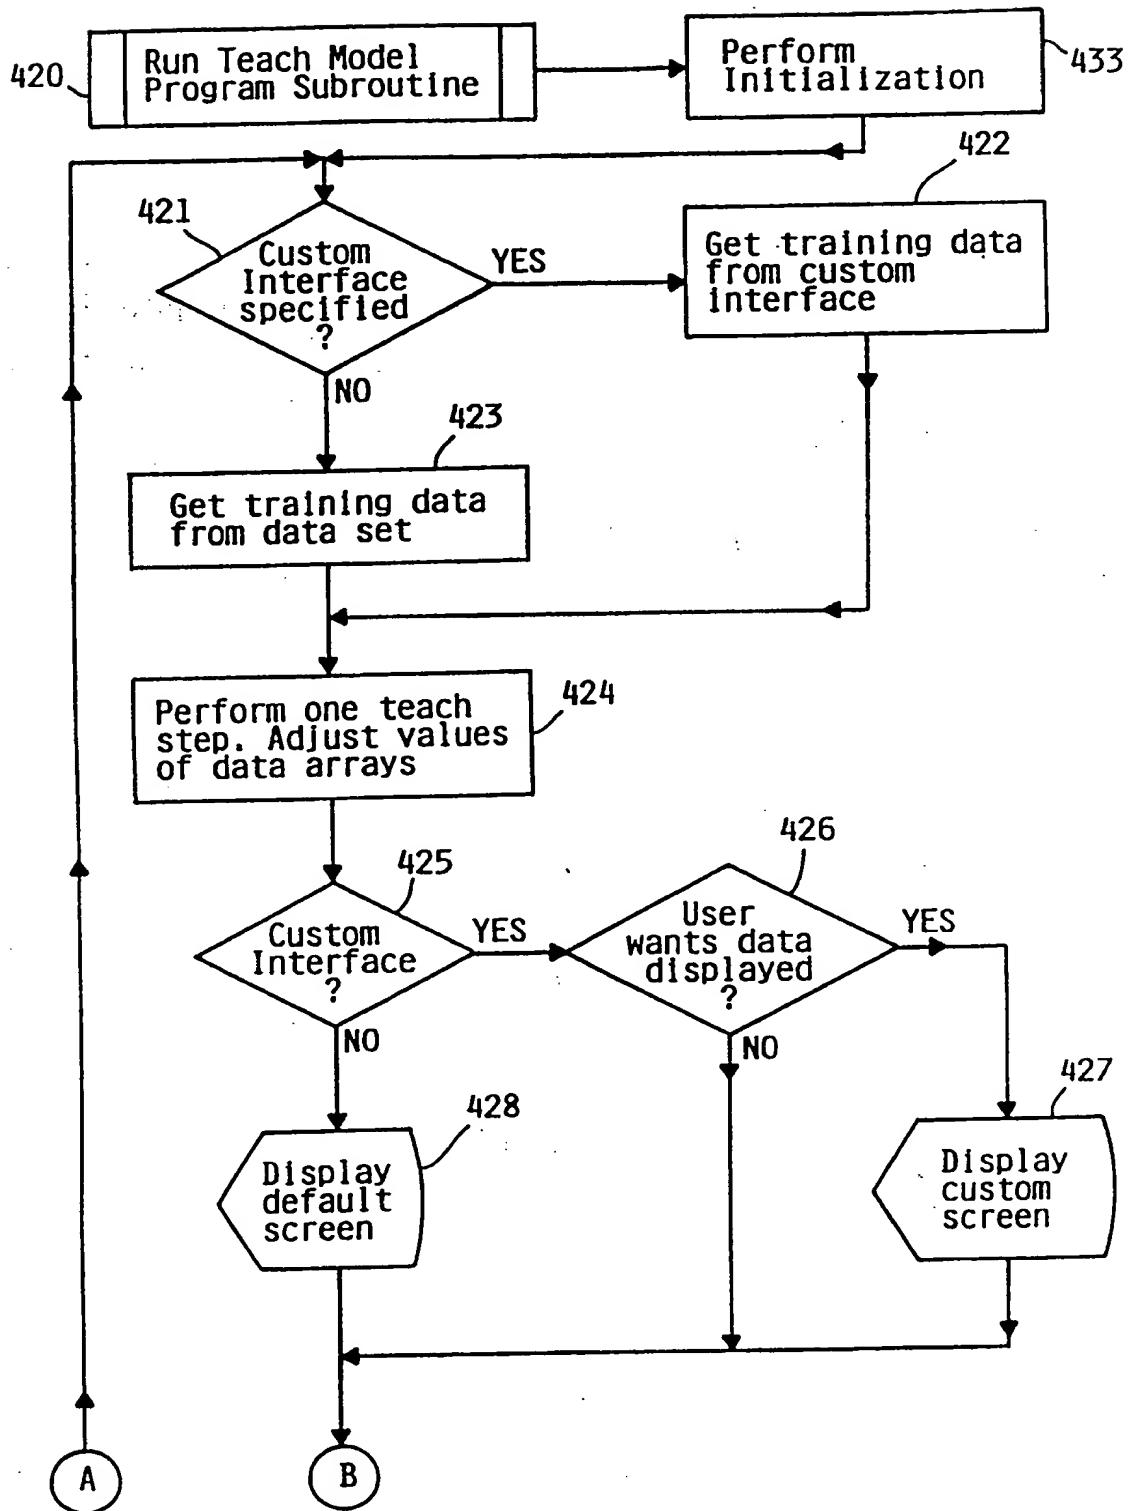 420
Run Teach Model
Program Subroutine
Perform
Initialization
433
422
421
Custom
Interface
specified
?
YES
Get training data
from custom
interface
NO
423
Get training data
from data set
Perform one teach
step. Adjust values
of data arrays
424
425
Custom
Interface
?
YES
426
User
wants data
displayed
?
YES
NO
NO
428
Display
default
screen
427
Display
custom
screen
A
B